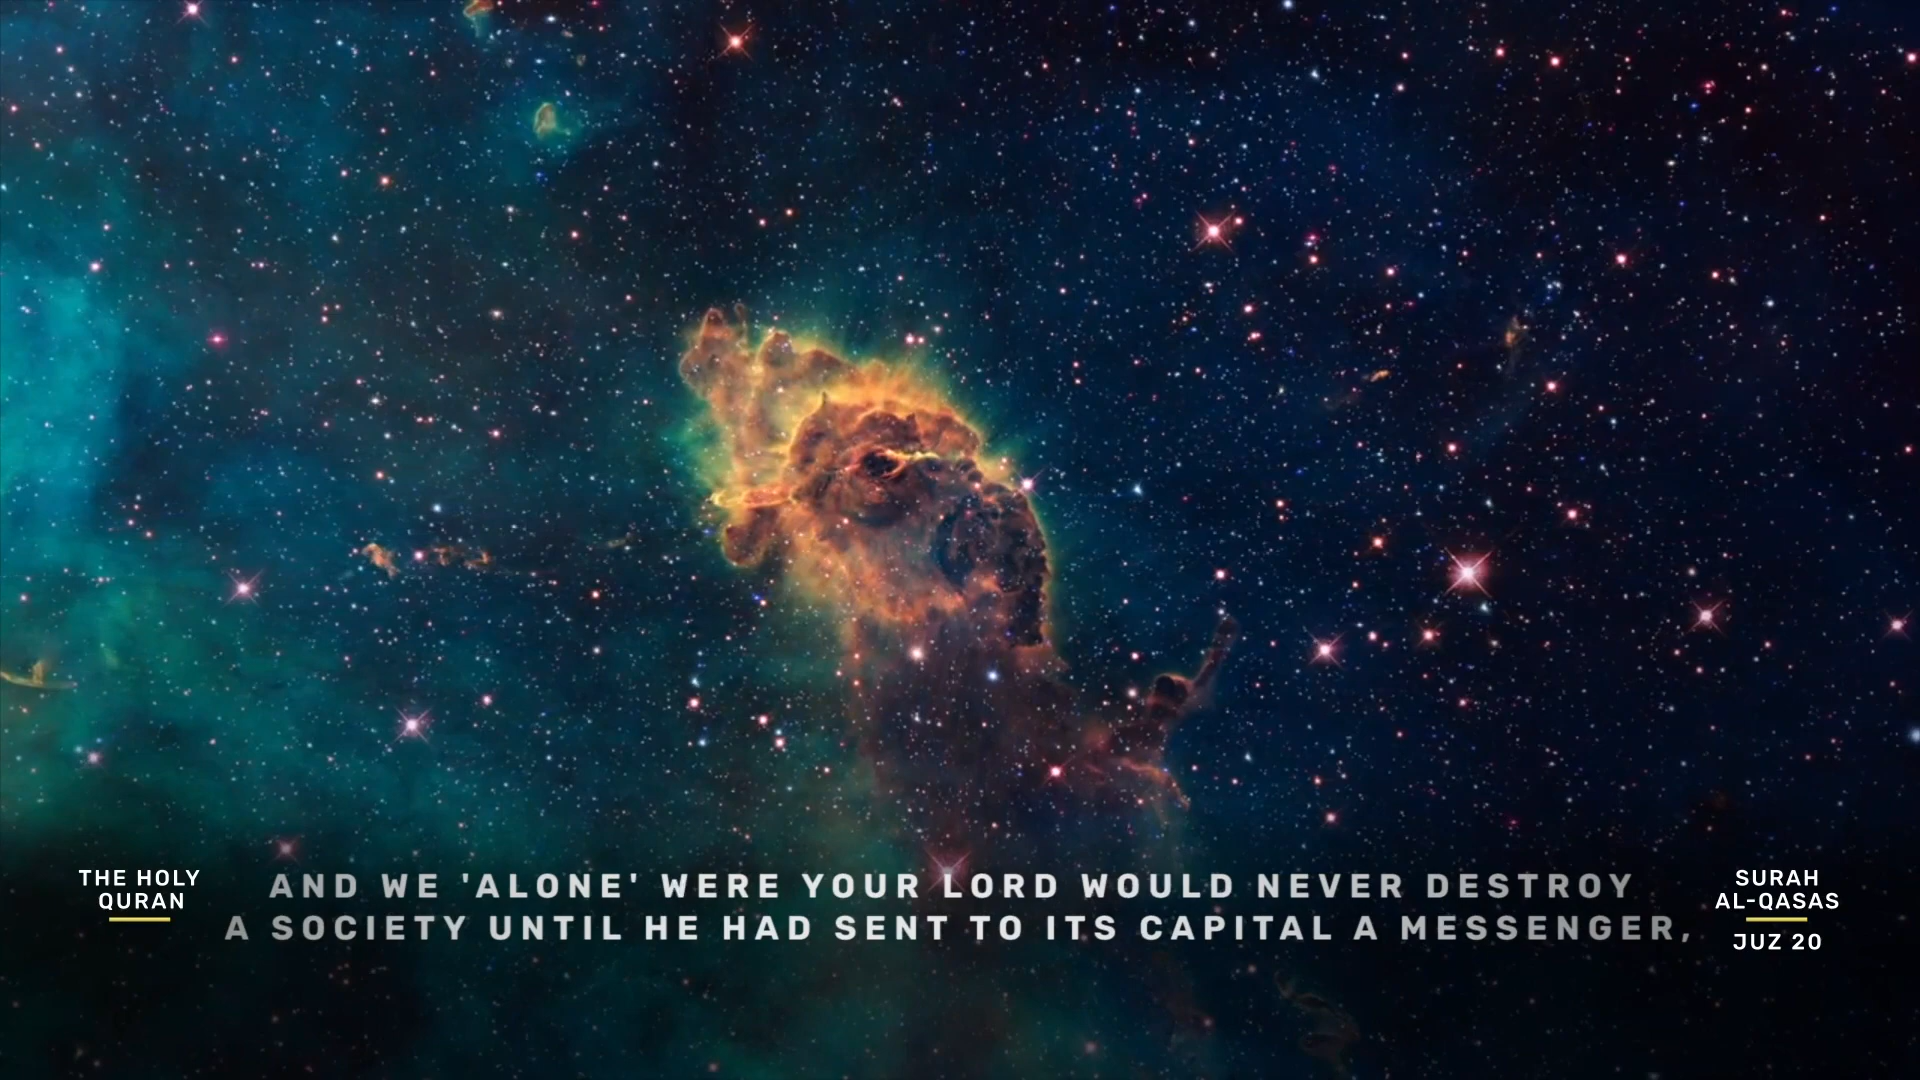 THE HOLY
QURAN
AND WE 'ALONE' WERE YOUR LORD WOULD NEVER DESTROY
A SOCIETY UNTIL HE HAD SENT TO ITS CAPITAL A MESSENGER,
SURAH
AL-QASAS
JUZ 20